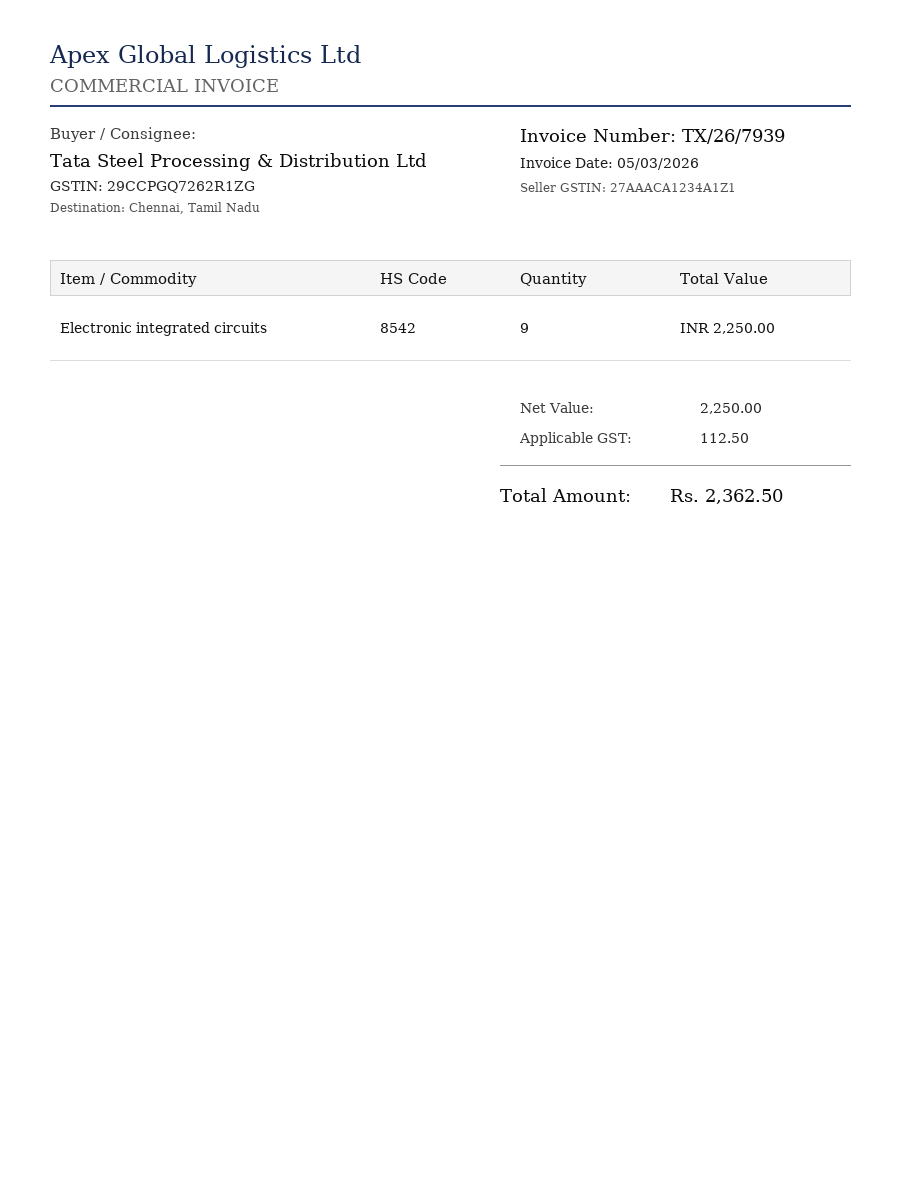 Apex Global Logistics Ltd
COMMERCIAL INVOICE
Buyer / Consignee:
Tata Steel Processing & Distribution Ltd
GSTIN: 29CCPGQ7262R1ZG
Destination: Chennai, Tamil Nadu
Invoice Number: TX/26/7939
Invoice Date: 05/03/2026
Seller GSTIN: 27AAACA1234A1Z1
Item / Commodity HS Code Quantity Total Value
Electronic integrated circuits 8542 9 INR 2,250.00
Net Value: 2,250.00
Applicable GST: 112.50
Total Amount: Rs. 2,362.50